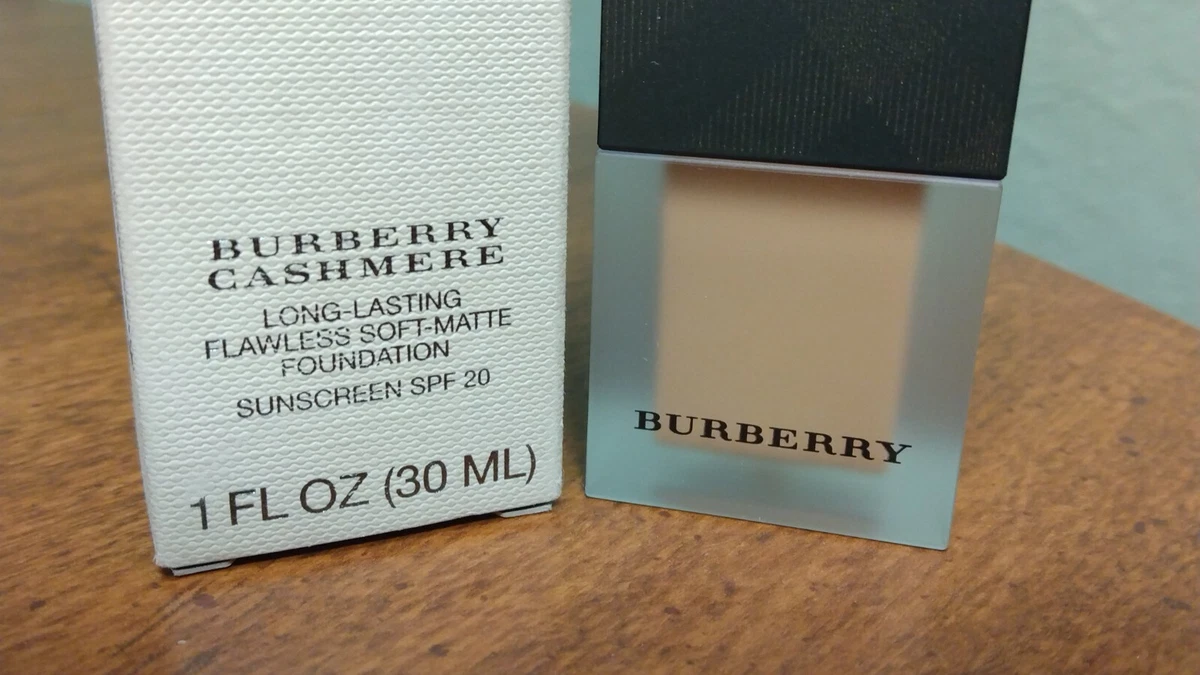 BURBERRY
CASHMERE
LONG-LASTING
FLAWLESS SOFT-MATTE
FOUNDATION
SUNSCREEN SPF 20
1 FL OZ (30 ML)
BURBERRY